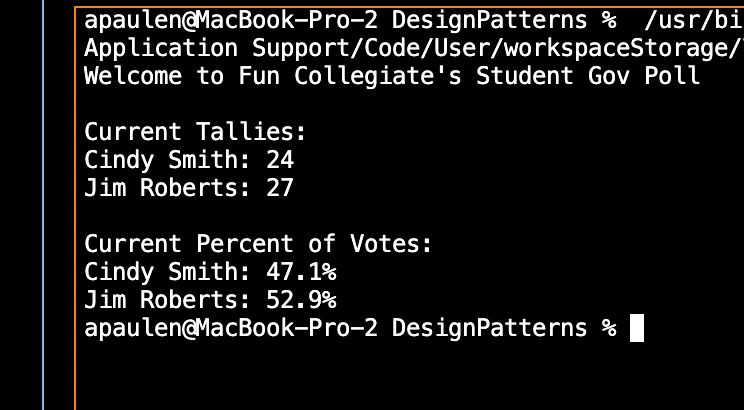 apaulen@MacBook-Pro-2 DesignPatterns %  /usr/bi
Application Support/Code/User/workspaceStorage/
Welcome to Fun Collegiate's Student Gov Poll
Current Tallies:
Cindy Smith: 24
Jim Roberts: 27
Current Percent of Votes:
Cindy Smith: 47.1%
Jim Roberts: 52.9%
apaulen@MacBook-Pro-2 DesignPatterns %